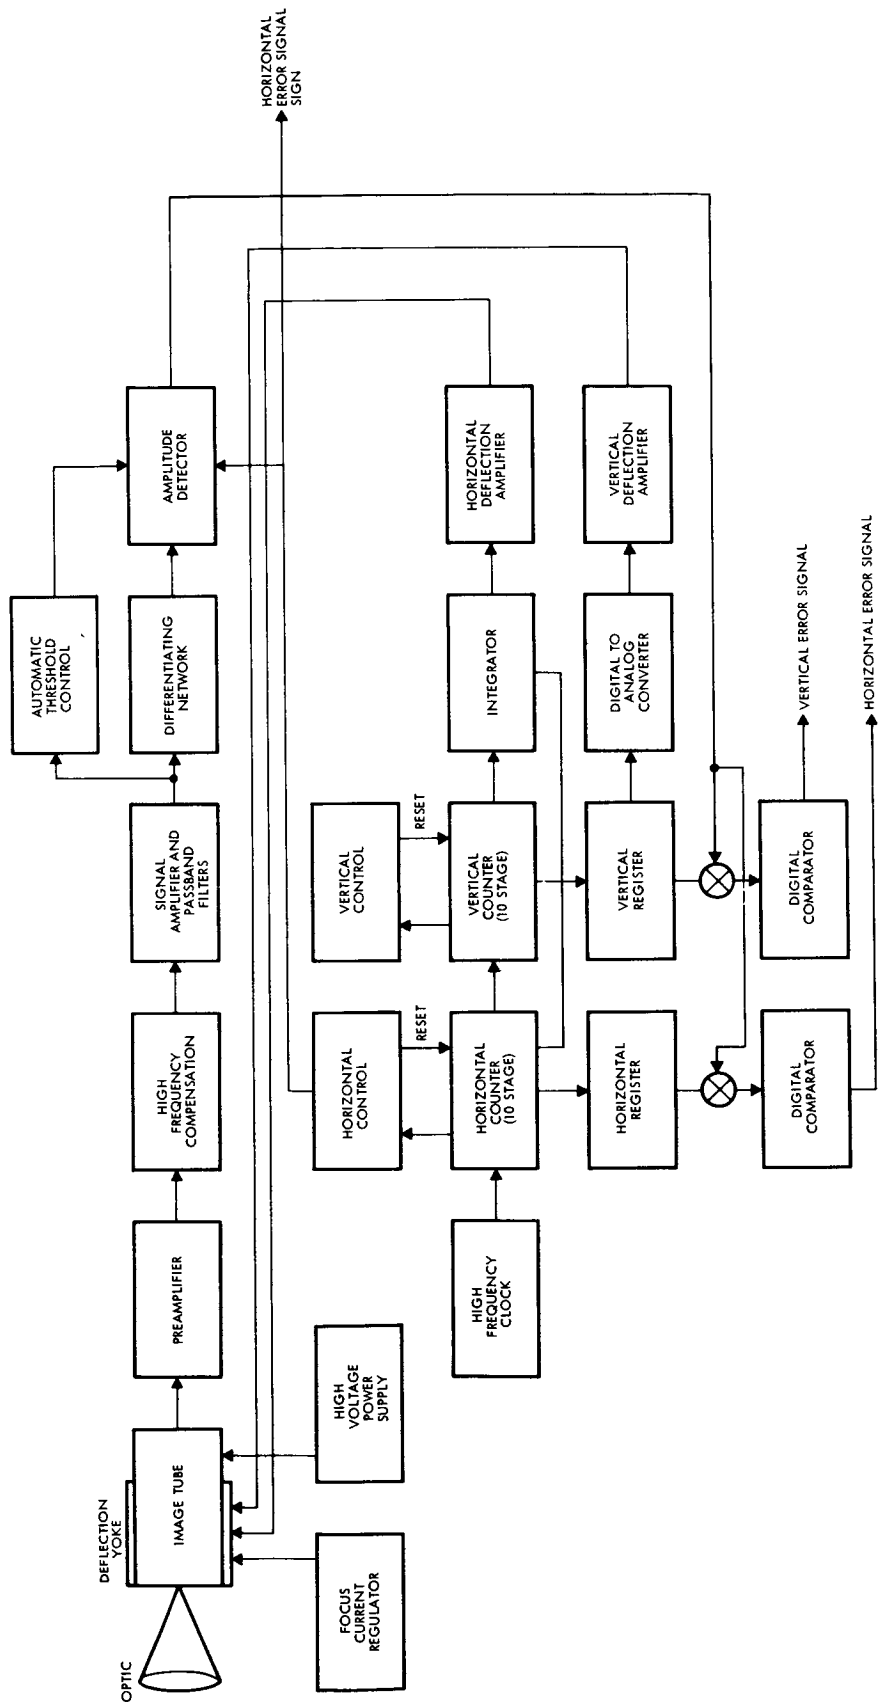 OPTIC
DEFLECTION
YOKE
IMAGE TUBE
PREAMPLIFIER
HIGH
FREQUENCY
COMPENSATION
SIGNAL
AMPLIFIER AND
PASSBAND
FILTERS
AUTOMATIC
THRESHOLD
CONTROL
DIFFERENTIATING
NETWORK
AMPLITUDE
DETECTOR
HORIZONTAL
ERROR SIGNAL
SIGN
FOCUS
CURRENT
REGULATOR
HIGH
VOLTAGE
POWER
SUPPLY
HORIZONTAL
CONTROL
RESET
VERTICAL
CONTROL
RESET
HIGH
FREQUENCY
CLOCK
HORIZONTAL
COUNTER
(10 STAGE)
VERTICAL
COUNTER
(10 STAGE)
INTEGRATOR
HORIZONTAL
DEFLECTION
AMPLIFIER
HORIZONTAL
REGISTER
VERTICAL
REGISTER
DIGITAL TO
ANALOG
CONVERTER
VERTICAL
DEFLECTION
AMPLIFIER
DIGITAL
COMPARATOR
DIGITAL
COMPARATOR
VERTICAL ERROR SIGNAL
HORIZONTAL ERROR SIGNAL